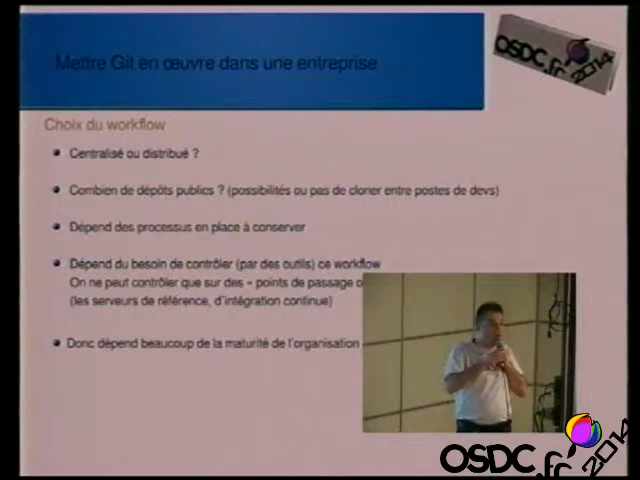 Mettre Git en œuvre dans une entreprise
OSDC.fr 2014
Choix du workflow
Centralisé ou distribué ?
Combien de dépôts publics ? (possibilités ou pas de cloner entre postes de devs)
Dépend des processus en place à conserver
Dépend du besoin de contrôler (par des outils) ce workflow
On ne peut contrôler que sur des « points de passage
(les serveurs de référence, d'intégration continue)
Donc dépend beaucoup de la maturité de l'organisation
OSDC.fr 2014